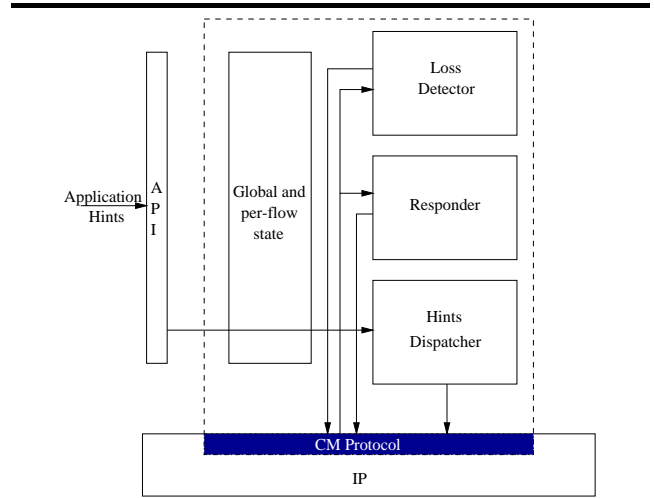 Application
Hints
A
P
I
Global and
per-flow
state
Loss
Detector
Responder
Hints
Dispatcher
CM Protocol
IP